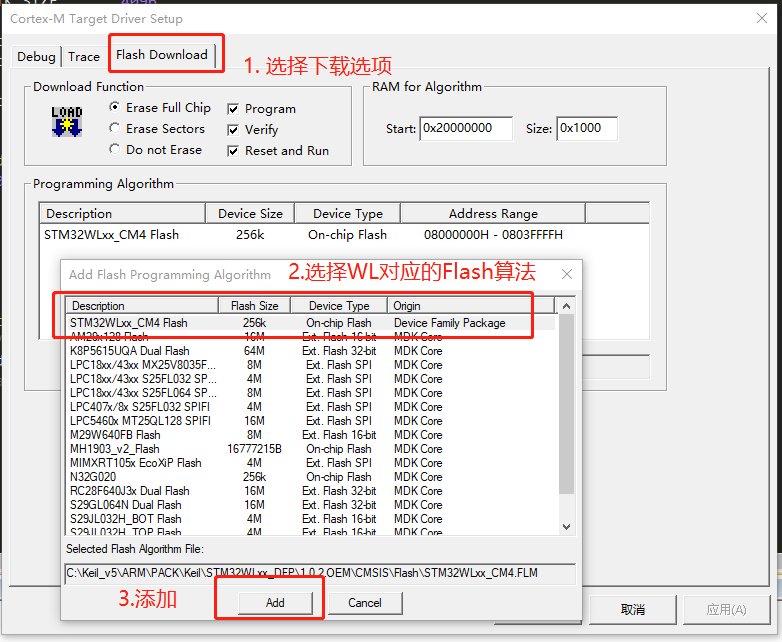 Cortex-M Target Driver Setup
Debug Trace Flash Download
1. 选择下载选项
Download Function
LOAD
Erase Full Chip Program
Erase Sectors Verify
Do not Erase Reset and Run
RAM for Algorithm
Start: 0x20000000 Size: 0x1000
Programming Algorithm
Description Device Size Device Type Address Range
STM32WLxx_CM4 Flash 256k On-chip Flash 08000000H - 0803FFFFH
Add Flash Programming Algorithm
2.选择WL对应的Flash算法
Description Flash Size Device Type Origin
STM32WLxx_CM4 Flash 256k On-chip Flash Device Family Package
AM29x128 Flash 16M Ext. Flash 16-bit MDK Core
K8P5615UQA Dual Flash 64M Ext. Flash 32-bit MDK Core
LPC18xx/43xx MX25V8035F... 8M Ext. Flash SPI MDK Core
LPC18xx/43xx S25FL032 SP... 4M Ext. Flash SPI MDK Core
LPC18xx/43xx S25FL064 SP... 8M Ext. Flash SPI MDK Core
LPC407x/8x S25FL032 SPIFI 4M Ext. Flash SPI MDK Core
LPC5460x MT25QL128 SPIFI 16M Ext. Flash SPI MDK Core
M29W640FB Flash 8M Ext. Flash 16-bit MDK Core
MH1903_v2_Flash 16777215B On-chip Flash MDK Core
MIMXRT105x EcoXiP Flash 4M Ext. Flash SPI MDK Core
N32G020 256k On-chip Flash MDK Core
RC28F640J3x Dual Flash 16M Ext. Flash 32-bit MDK Core
S29GL064N Dual Flash 16M Ext. Flash 32-bit MDK Core
S29JL032H_BOT Flash 4M Ext. Flash 16-bit MDK Core
S29JL032H_TOP Flash 4M Ext. Flash 16-bit MDK Core
Selected Flash Algorithm File:
C:\Keil_v5\ARM\PACK\Keil\STM32WLxx_DFP\1.0.2.OEM\CMSIS\Flash\STM32WLxx_CM4.FLM
3.添加
Add Cancel
取消 应用(A)